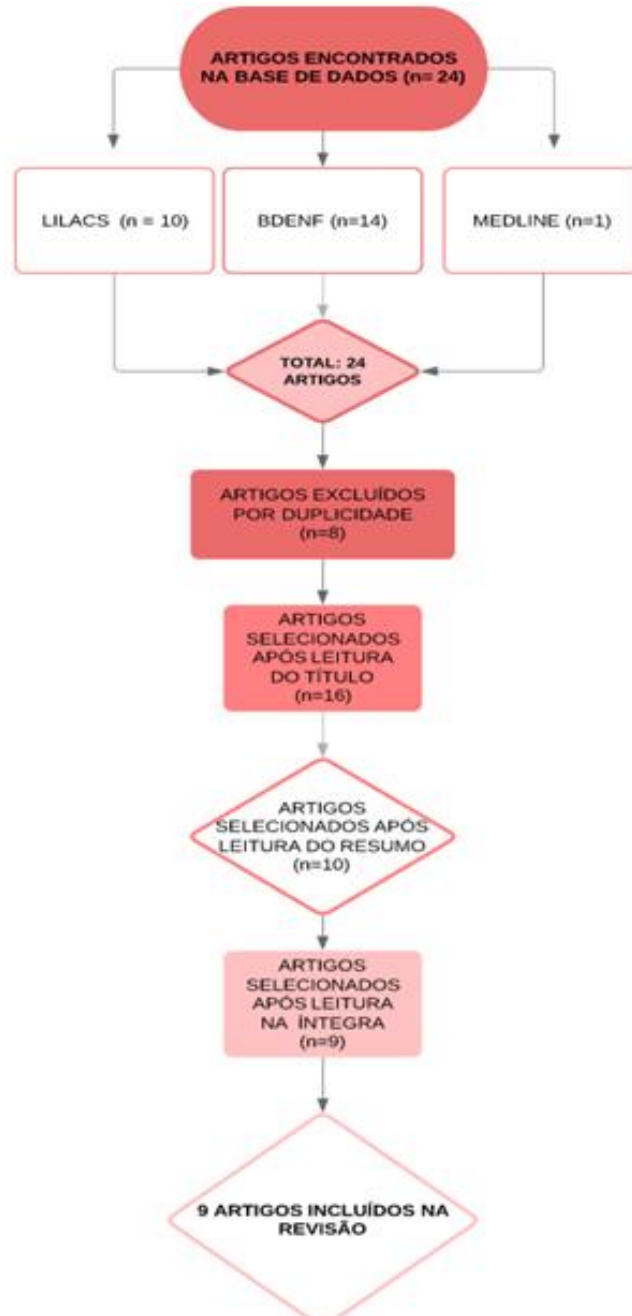 ARTIGOS ENCONTRADOS
NA BASE DE DADOS (n= 24)
LILACS (n = 10)
BDENF (n=14)
MEDLINE (n=1)
TOTAL: 24
ARTIGOS
ARTIGOS EXCLUÍDOS
POR DUPLICIDADE
(n=8)
ARTIGOS
SELECIONADOS
APÓS LEITURA
DO TÍTULO
(n=16)
ARTIGOS
SELECIONADOS APÓS
LEITURA DO RESUMO
(n=10)
ARTIGOS
SELECIONADOS
APÓS LEITURA
NA ÍNTEGRA
(n=9)
9 ARTIGOS INCLUÍDOS NA
REVISÃO